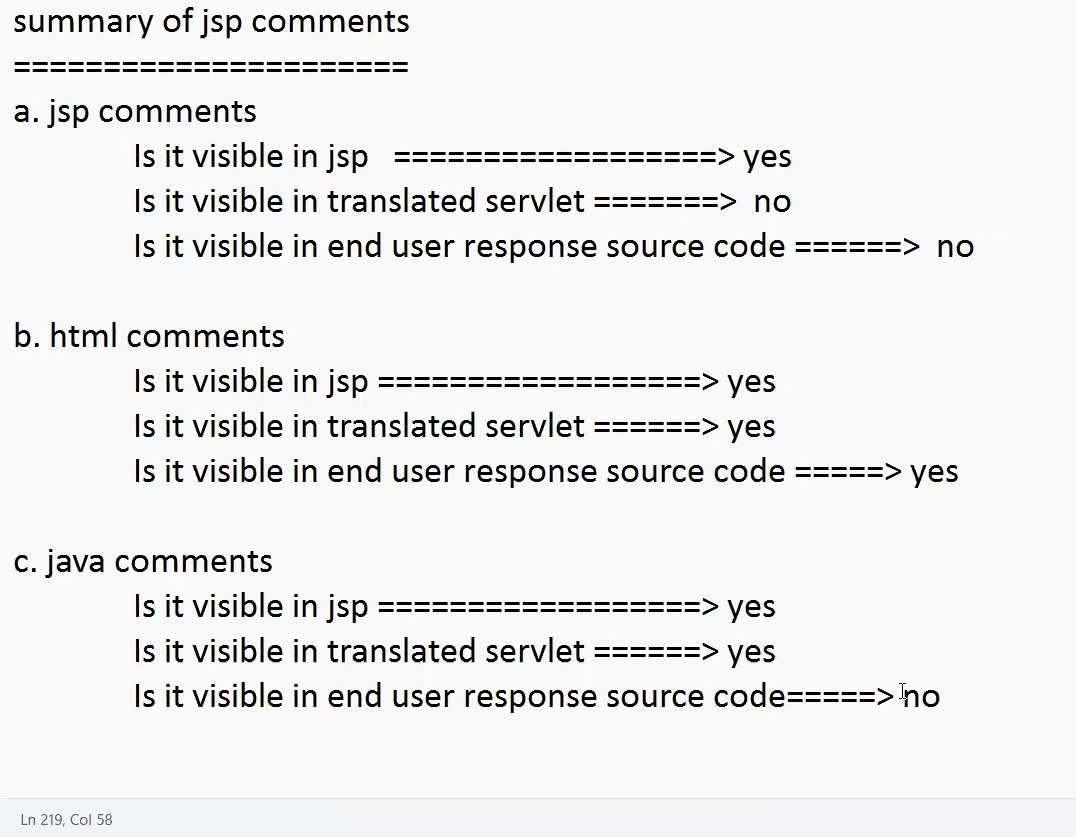 summary of jsp comments
======================
a. jsp comments
Is it visible in jsp ==================> yes
Is it visible in translated servlet =======> no
Is it visible in end user response source code ======> no
b. html comments
Is it visible in jsp ==================> yes
Is it visible in translated servlet ======> yes
Is it visible in end user response source code =====> yes
c. java comments
Is it visible in jsp ==================> yes
Is it visible in translated servlet ======> yes
Is it visible in end user response source code=====> no
Ln 219, Col 58